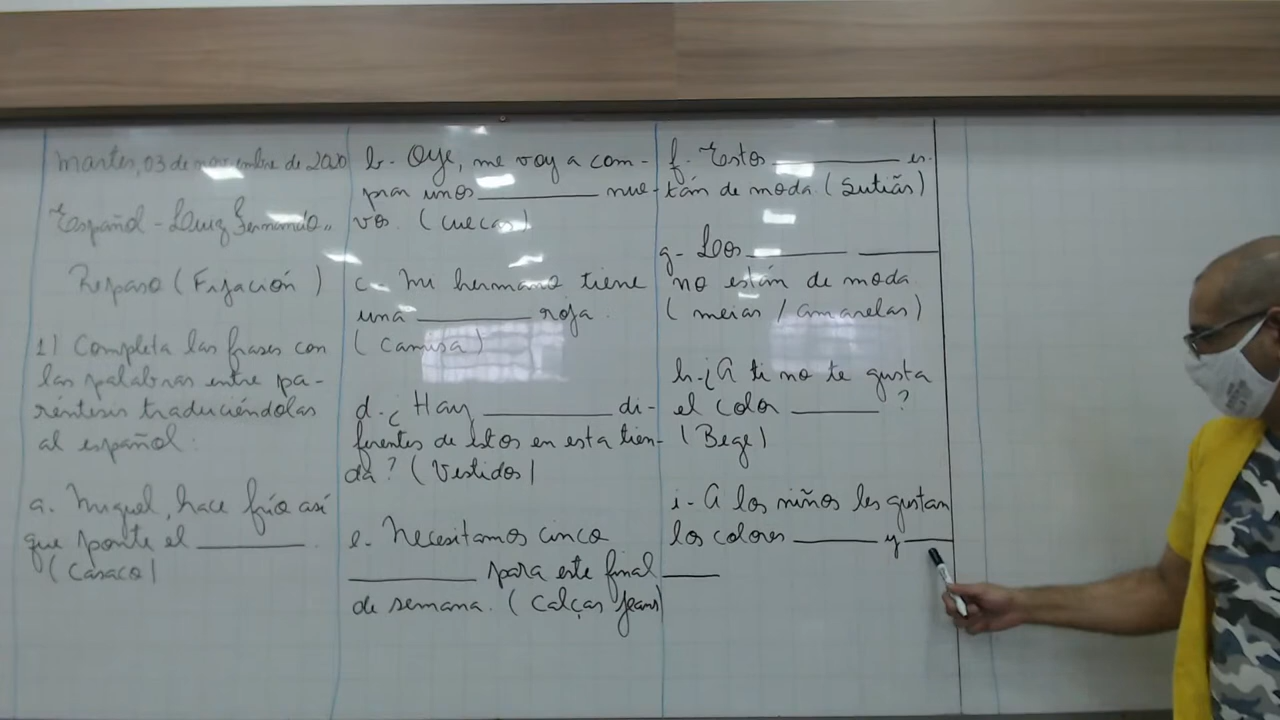 Martes, 03 de noviembre de 2020
Español - Luiz Fernando
Repaso (Fijación)
1) Completa las frases con
las palabras entre pa-
réntesis traduciéndolas
al español:
a. Miguel, hace frío así
que ponte el ________.
(Casaco)
b- Oye, me voy a com-
prar unos ________ nue-
vos. (cuecas)
c- Mi hermano tiene
una ________ roja.
(Camisa)
d- ¿Hay ________ di-
ferentes de estos en esta tien-
da? (Vestidos)
e- Necesitamos cinco
________ para este final
de semana. (Calças Jeans)
f- Estos ________ es-
tán de moda (Sutiãs)
g- Los ________ ________
no están de moda
(meias / amarelas)
h- ¿A ti no te gusta
el color ________ ?
(Bege)
i- A los niños les gustan
los colores ________ y ________
________